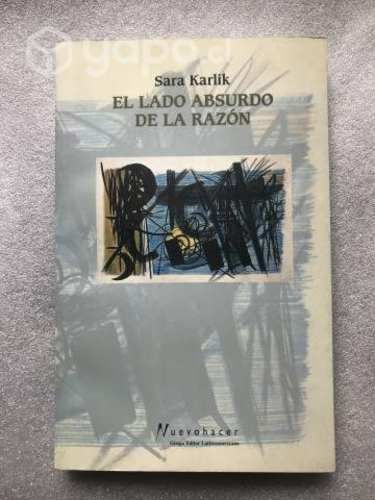 yapo.cl
Sara Karlik
EL LADO ABSURDO
DE LA RAZÓN
Nuevohacer
Grupo Editor Latinoamericano